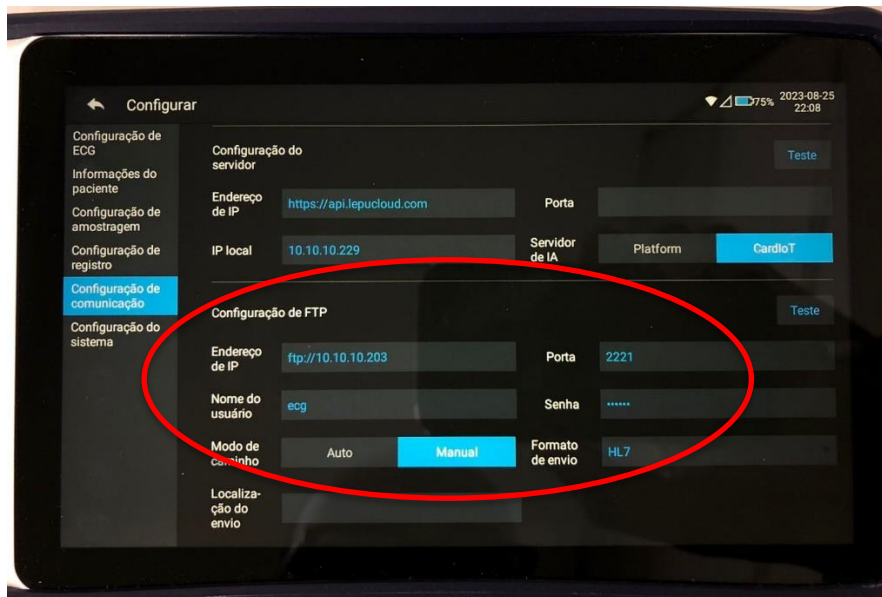 Configurar
75%
2023-08-25
22:08
Configuração de
ECG
Informações do
paciente
Configuração de
amostragem
Configuração de
registro
Configuração de
comunicação
Configuração do
sistema
Configuração do
servidor
Teste
Endereço
de IP
https://api.lepucloud.com
Porta
IP local
10.10.10.229
Servidor
de IA
Platform
CardIoT
Configuração de FTP
Teste
Endereço
de IP
ftp://10.10.10.203
Porta
2221
Nome do
usuário
ecg
Senha
••••••
Modo de
caminho
Auto
Manual
Formato
de envio
HL7
Localiza-
ção do
envio